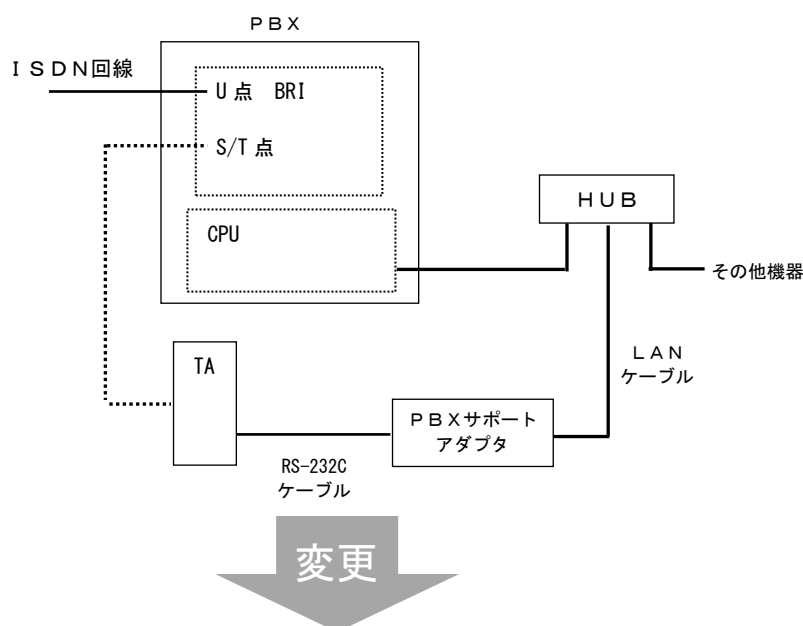 ＰＢＸ
ＩＳＤＮ回線
U 点　BRI
S/T 点
CPU
ＨＵＢ
その他機器
TA
ＬＡＮ
ケーブル
ＰＢＸサポート
アダプタ
RS-232C
ケーブル
変更